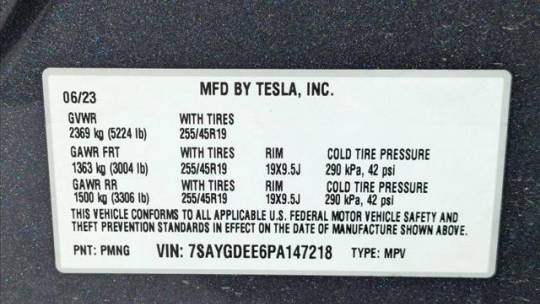 MFD BY TESLA, INC.
06/23
GVWR WITH TIRES
2369 kg (5224 lb) 255/45R19
GAWR FRT WITH TIRES RIM COLD TIRE PRESSURE
1363 kg (3004 lb) 255/45R19 19X9.5J 290 kPa, 42 psi
GAWR RR WITH TIRES RIM COLD TIRE PRESSURE
1500 kg (3306 lb) 255/45R19 19X9.5J 290 kPa, 42 psi
THIS VEHICLE CONFORMS TO ALL APPLICABLE U.S. FEDERAL MOTOR VEHICLE SAFETY AND
THEFT PREVENTION STANDARDS IN EFFECT ON THE DATE OF MANUFACTURE SHOWN ABOVE.
PNT: PMNG VIN: 7SAYGDEE6PA147218 TYPE: MPV